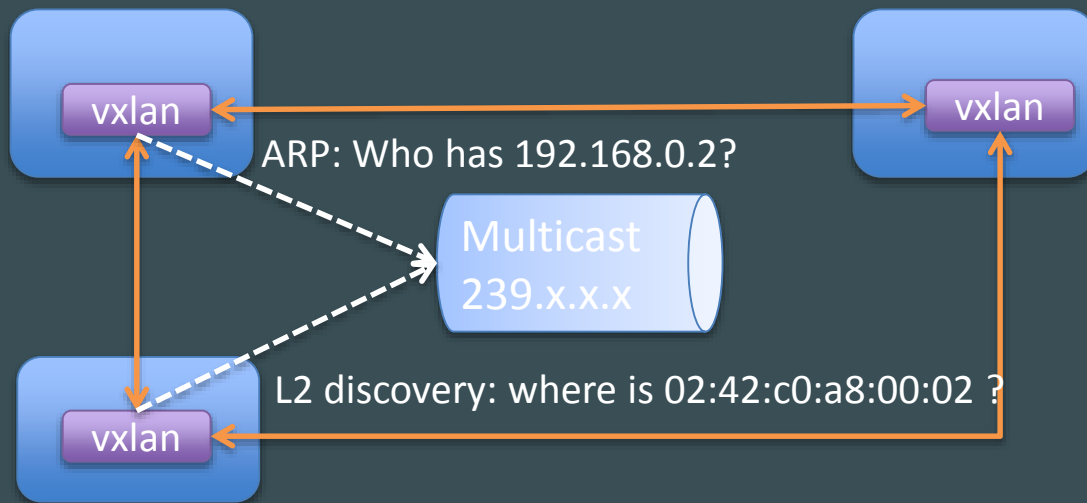 vxlan
vxlan
ARP: Who has 192.168.0.2?
Multicast
239.x.x.x
L2 discovery: where is 02:42:c0:a8:00:02 ?
vxlan